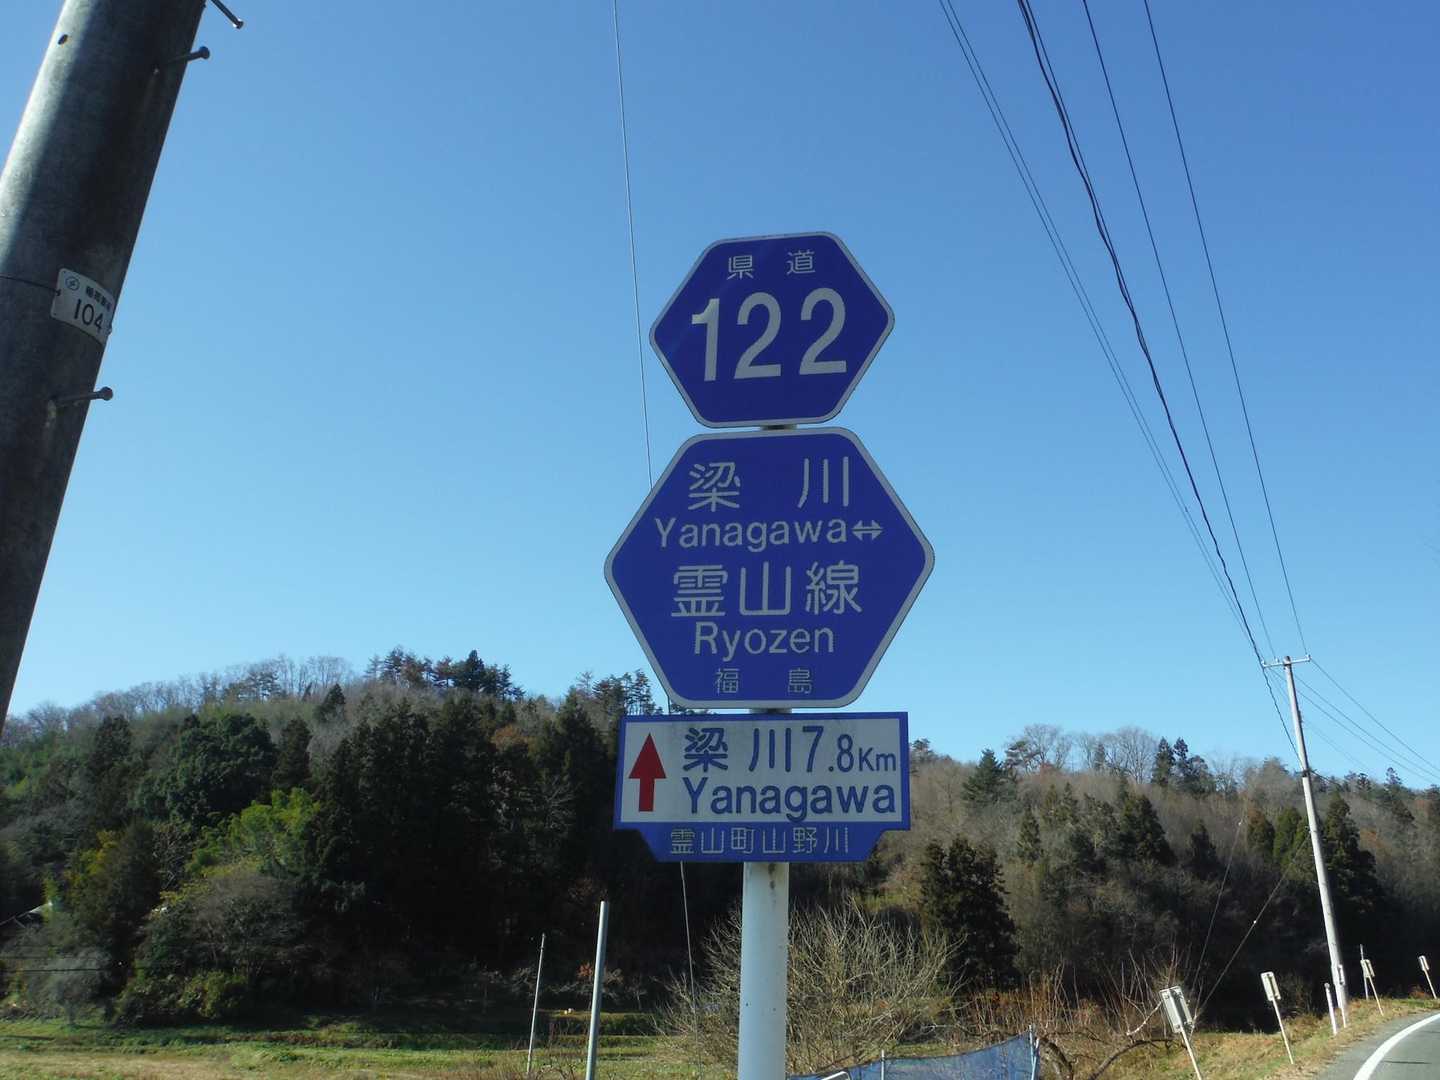 県道
122
梁川
Yanagawa↔
霊山線
Ryozen
福島
梁川7.8Km
Yanagawa
霊山町山野川
104